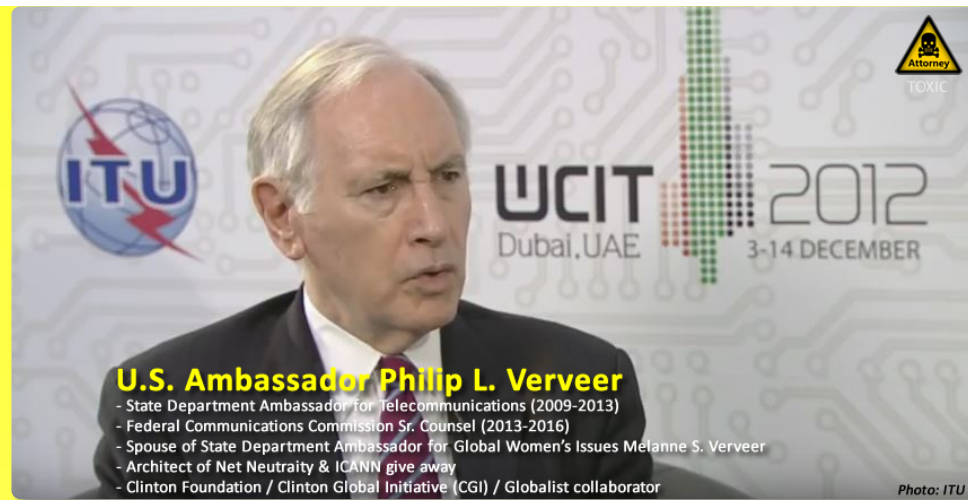 Attorney
TOXIC
ITU
WCIT 2012
Dubai,UAE 3-14 DECEMBER
U.S. Ambassador Philip L. Verveer
- State Department Ambassador for Telecommunications (2009-2013)
- Federal Communications Commission Sr. Counsel (2013-2016)
- Spouse of State Department Ambassador for Global Women's Issues Melanne S. Verveer
- Architect of Net Neutraity & ICANN give away
- Clinton Foundation / Clinton Global Initiative (CGI) / Globalist collaborator
Photo: ITU